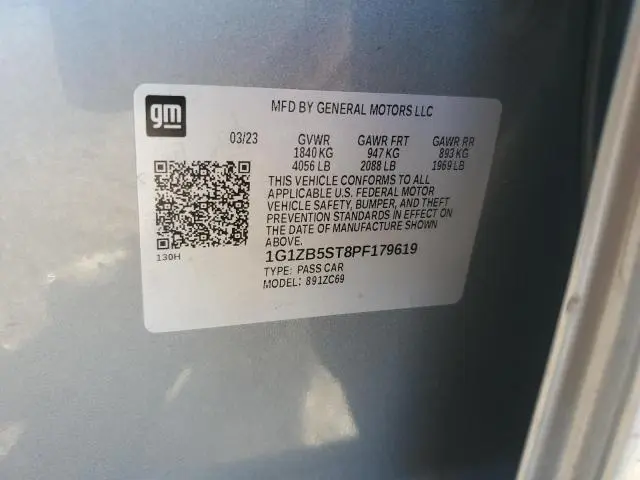 gm
MFD BY GENERAL MOTORS LLC
03/23 GVWR GAWR FRT GAWR RR
1840 KG 947 KG 893 KG
4056 LB 2088 LB 1969 LB
THIS VEHICLE CONFORMS TO ALL
APPLICABLE U.S. FEDERAL MOTOR
VEHICLE SAFETY, BUMPER, AND THEFT
PREVENTION STANDARDS IN EFFECT ON
THE DATE OF MANUFACTURE SHOWN
ABOVE.
130H
1G1ZB5ST8PF179619
TYPE: PASS CAR
MODEL: 891ZC69